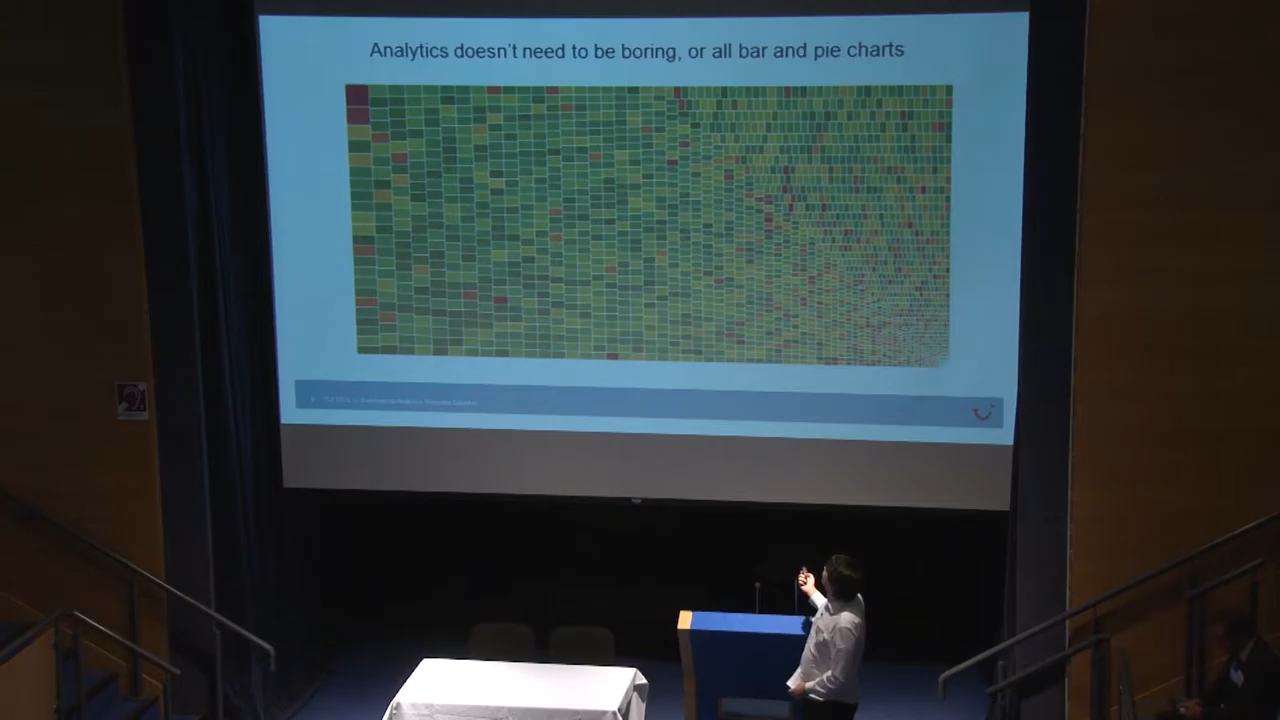 Analytics doesn't need to be boring, or all bar and pie charts